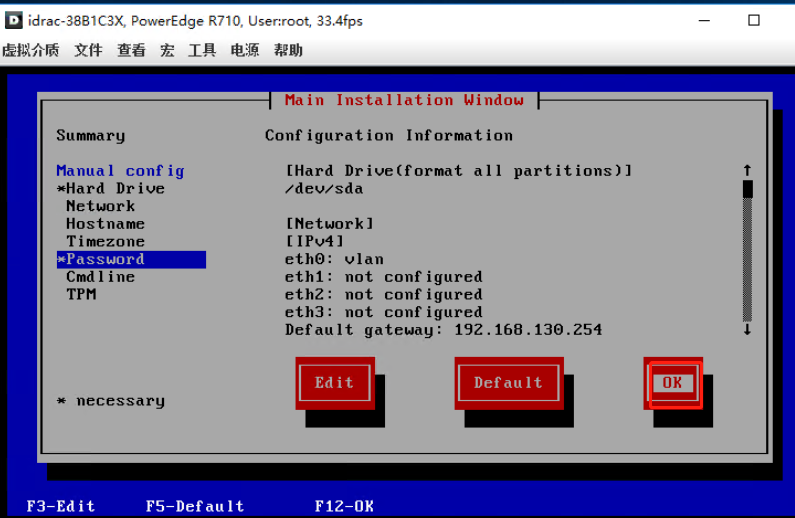 idrac-38B1C3X, PowerEdge R710, User:root, 33.4fps
虚拟介质 文件 查看 宏 工具 电源 帮助
Main Installation Window
Summary
Configuration Information
Manual config
*Hard Drive
Network
Hostname
Timezone
*Password
Cmdline
TPM
* necessary
[Hard Drive(format all partitions)]
/dev/sda
[Network]
[IPv4]
eth0: vlan
eth1: not configured
eth2: not configured
eth3: not configured
Default gateway: 192.168.130.254
Edit
Default
OK
F3-Edit F5-Default F12-OK